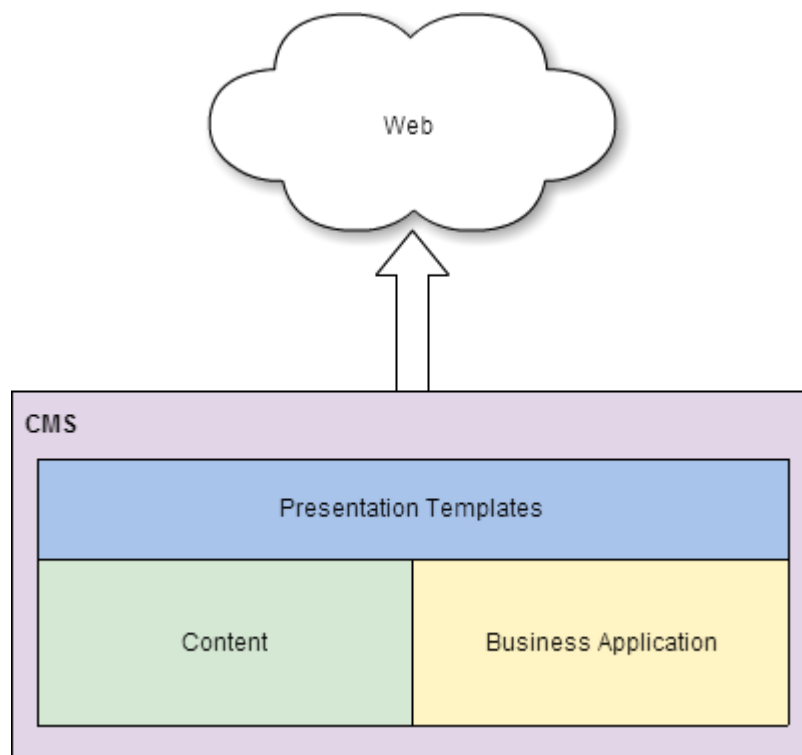 Web
CMS
Presentation Templates
Content
Business Application